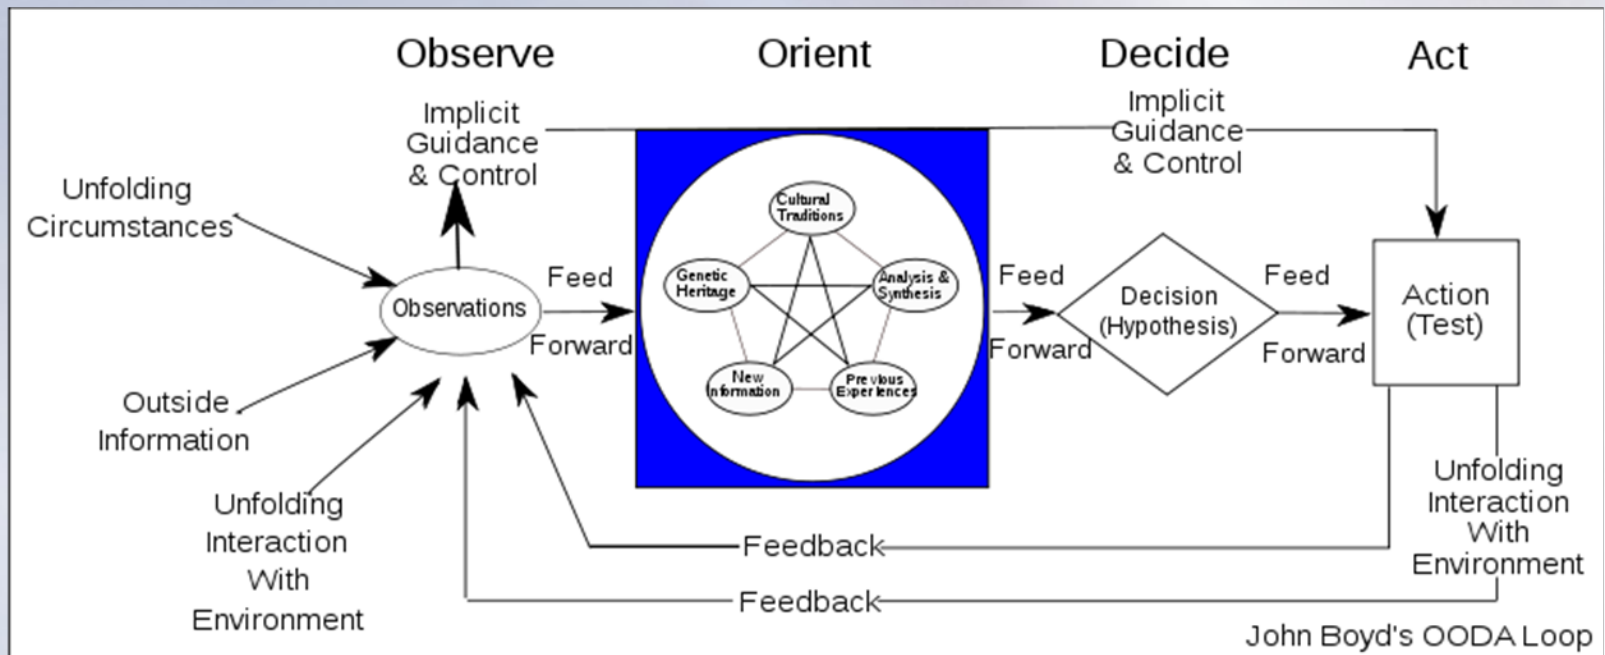 Observe
Orient
Decide
Act
Implicit
Guidance
& Control
Implicit
Guidance
& Control
Unfolding
Circumstances
Observations
Outside
Information
Unfolding
Interaction
With
Environment
Feed
Forward
Cultural
Traditions
Genetic
Heritage
Analysis &
Synthesis
New
Information
Previous
Experiences
Feed
Forward
Decision
(Hypothesis)
Feed
Forward
Action
(Test)
Unfolding
Interaction
With
Environment
Feedback
Feedback
John Boyd's OODA Loop